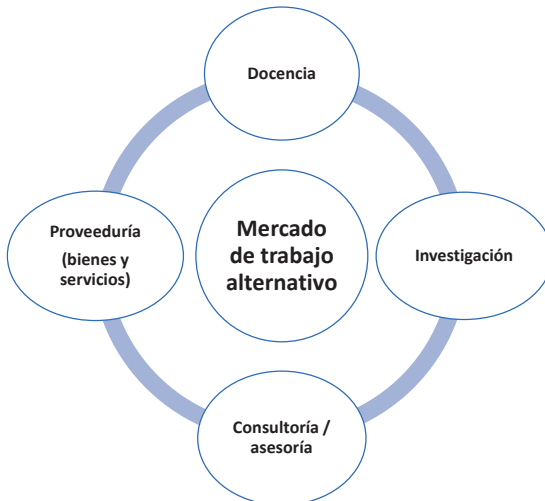 Docencia
Proveeduría
(bienes y
servicios)
Mercado
de trabajo
alternativo
Investigación
Consultoría /
asesoría